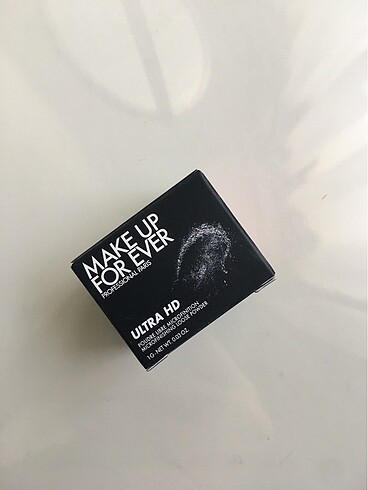 MAKE UP
FOR EVER
PROFESSIONAL PARIS
ULTRA HD
POUDRE LIBRE MICROFINITION
MICROFINISHING LOOSE POWDER
1G - NET WT. 0.03 OZ.